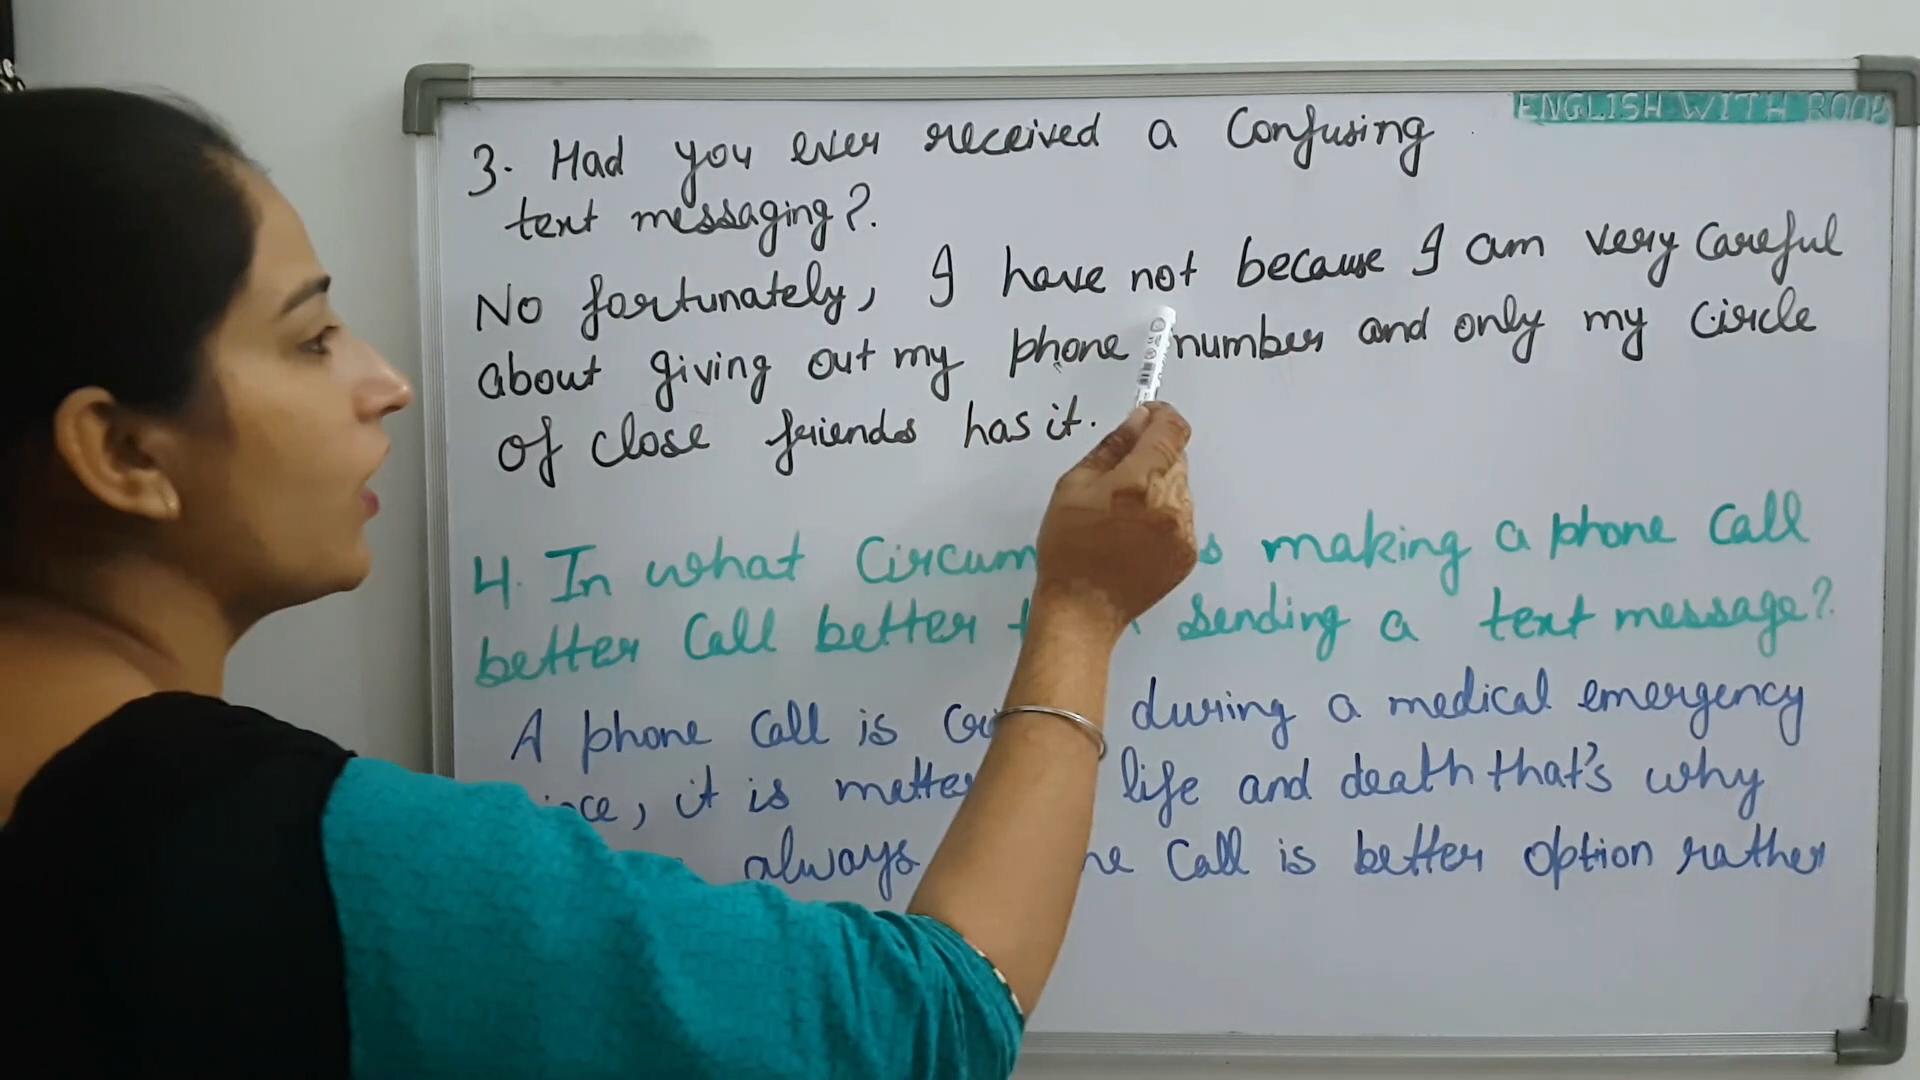 ENGLISH WITH ROOP
3. Had you ever received a Confusing
text messaging?.
No fortunately, I have not because I am very Careful
about giving out my phone number and only my Circle
of close friends has it.
4. In what making a phone Call
better Call better sending a text message?
A phone Call is during a medical emergency
it is life and death that's why
always Call is better option rather